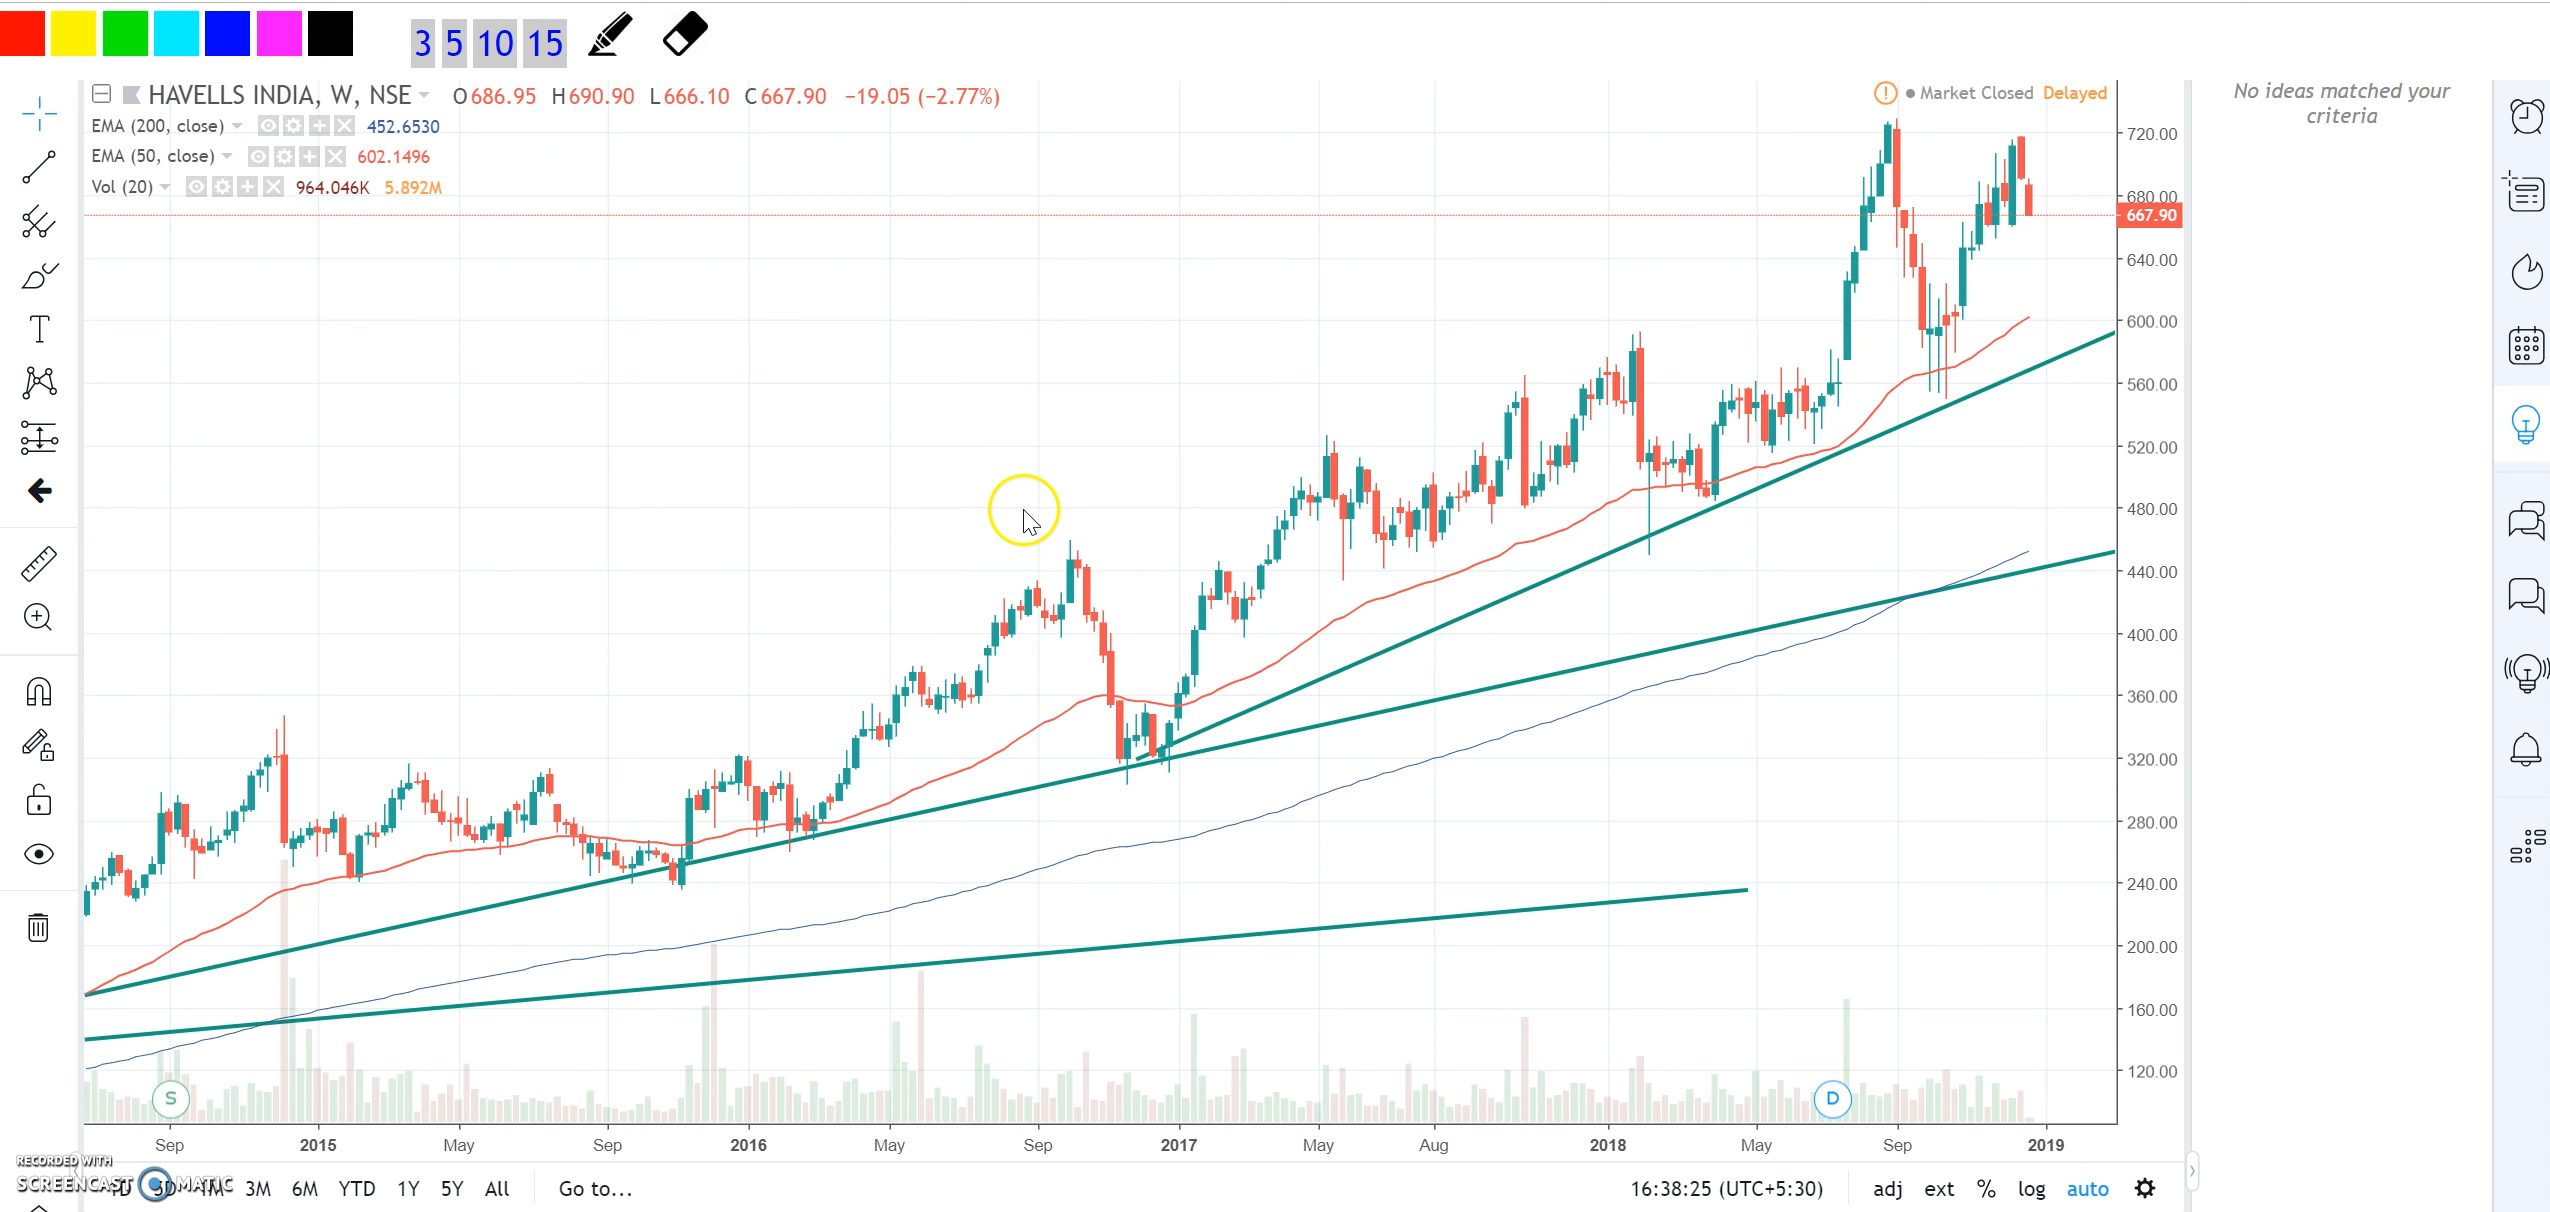 3 5 10 15
HAVELLS INDIA, W, NSE O686.95 H690.90 L666.10 C667.90 −19.05 (−2.77%)
Market Closed Delayed
EMA (200, close) 452.6530
EMA (50, close) 602.1496
Vol (20) 964.046K 5.892M
No ideas matched your
criteria
720.00
680.00
667.90
640.00
600.00
560.00
520.00
480.00
440.00
400.00
360.00
320.00
280.00
240.00
200.00
160.00
120.00
S
D
Sep 2015 May Sep 2016 May Sep 2017 May Aug 2018 May Sep 2019
RECORDED WITH
SCREENCAST MATIC
1D 5D 1M 3M 6M YTD 1Y 5Y All Go to... 16:38:25 (UTC+5:30) adj ext % log auto